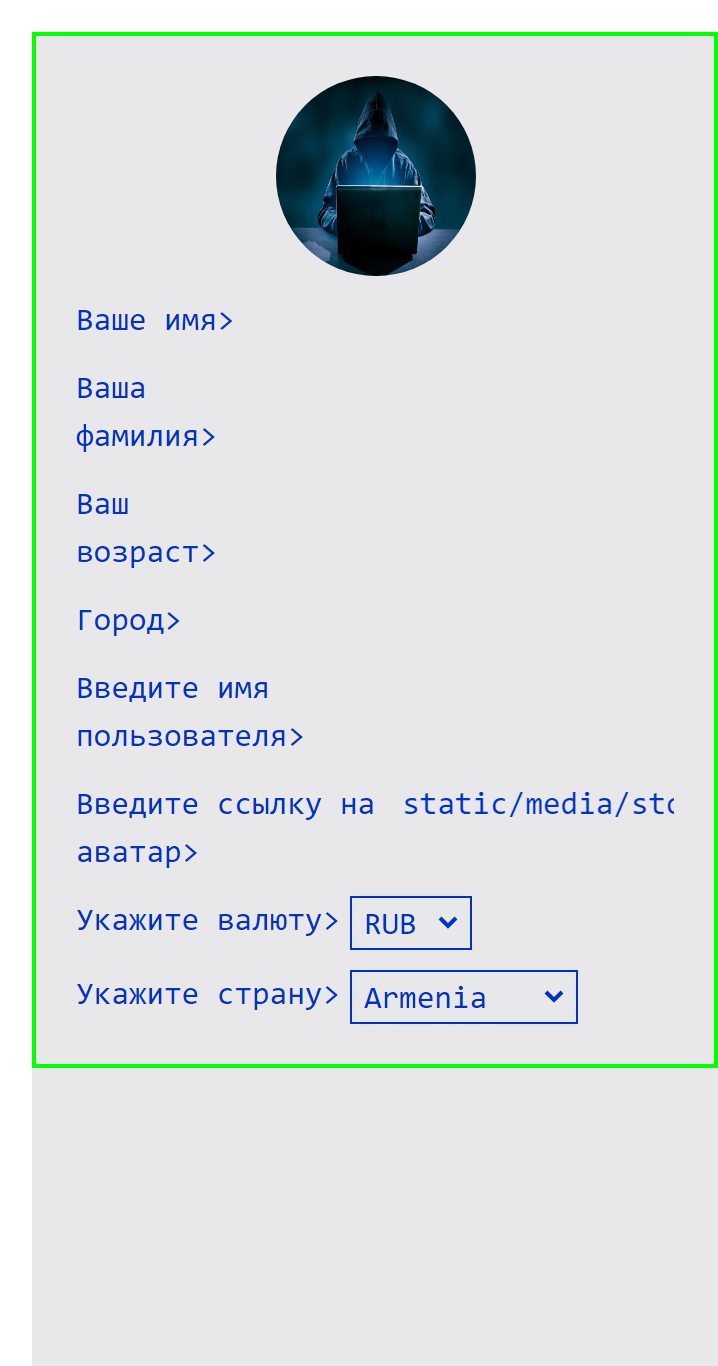 Ваше имя>
Ваша
фамилия>
Ваш
возраст>
Город>
Введите имя
пользователя>
Введите ссылку на static/media/sto
аватар>
Укажите валюту> RUB
Укажите страну> Armenia